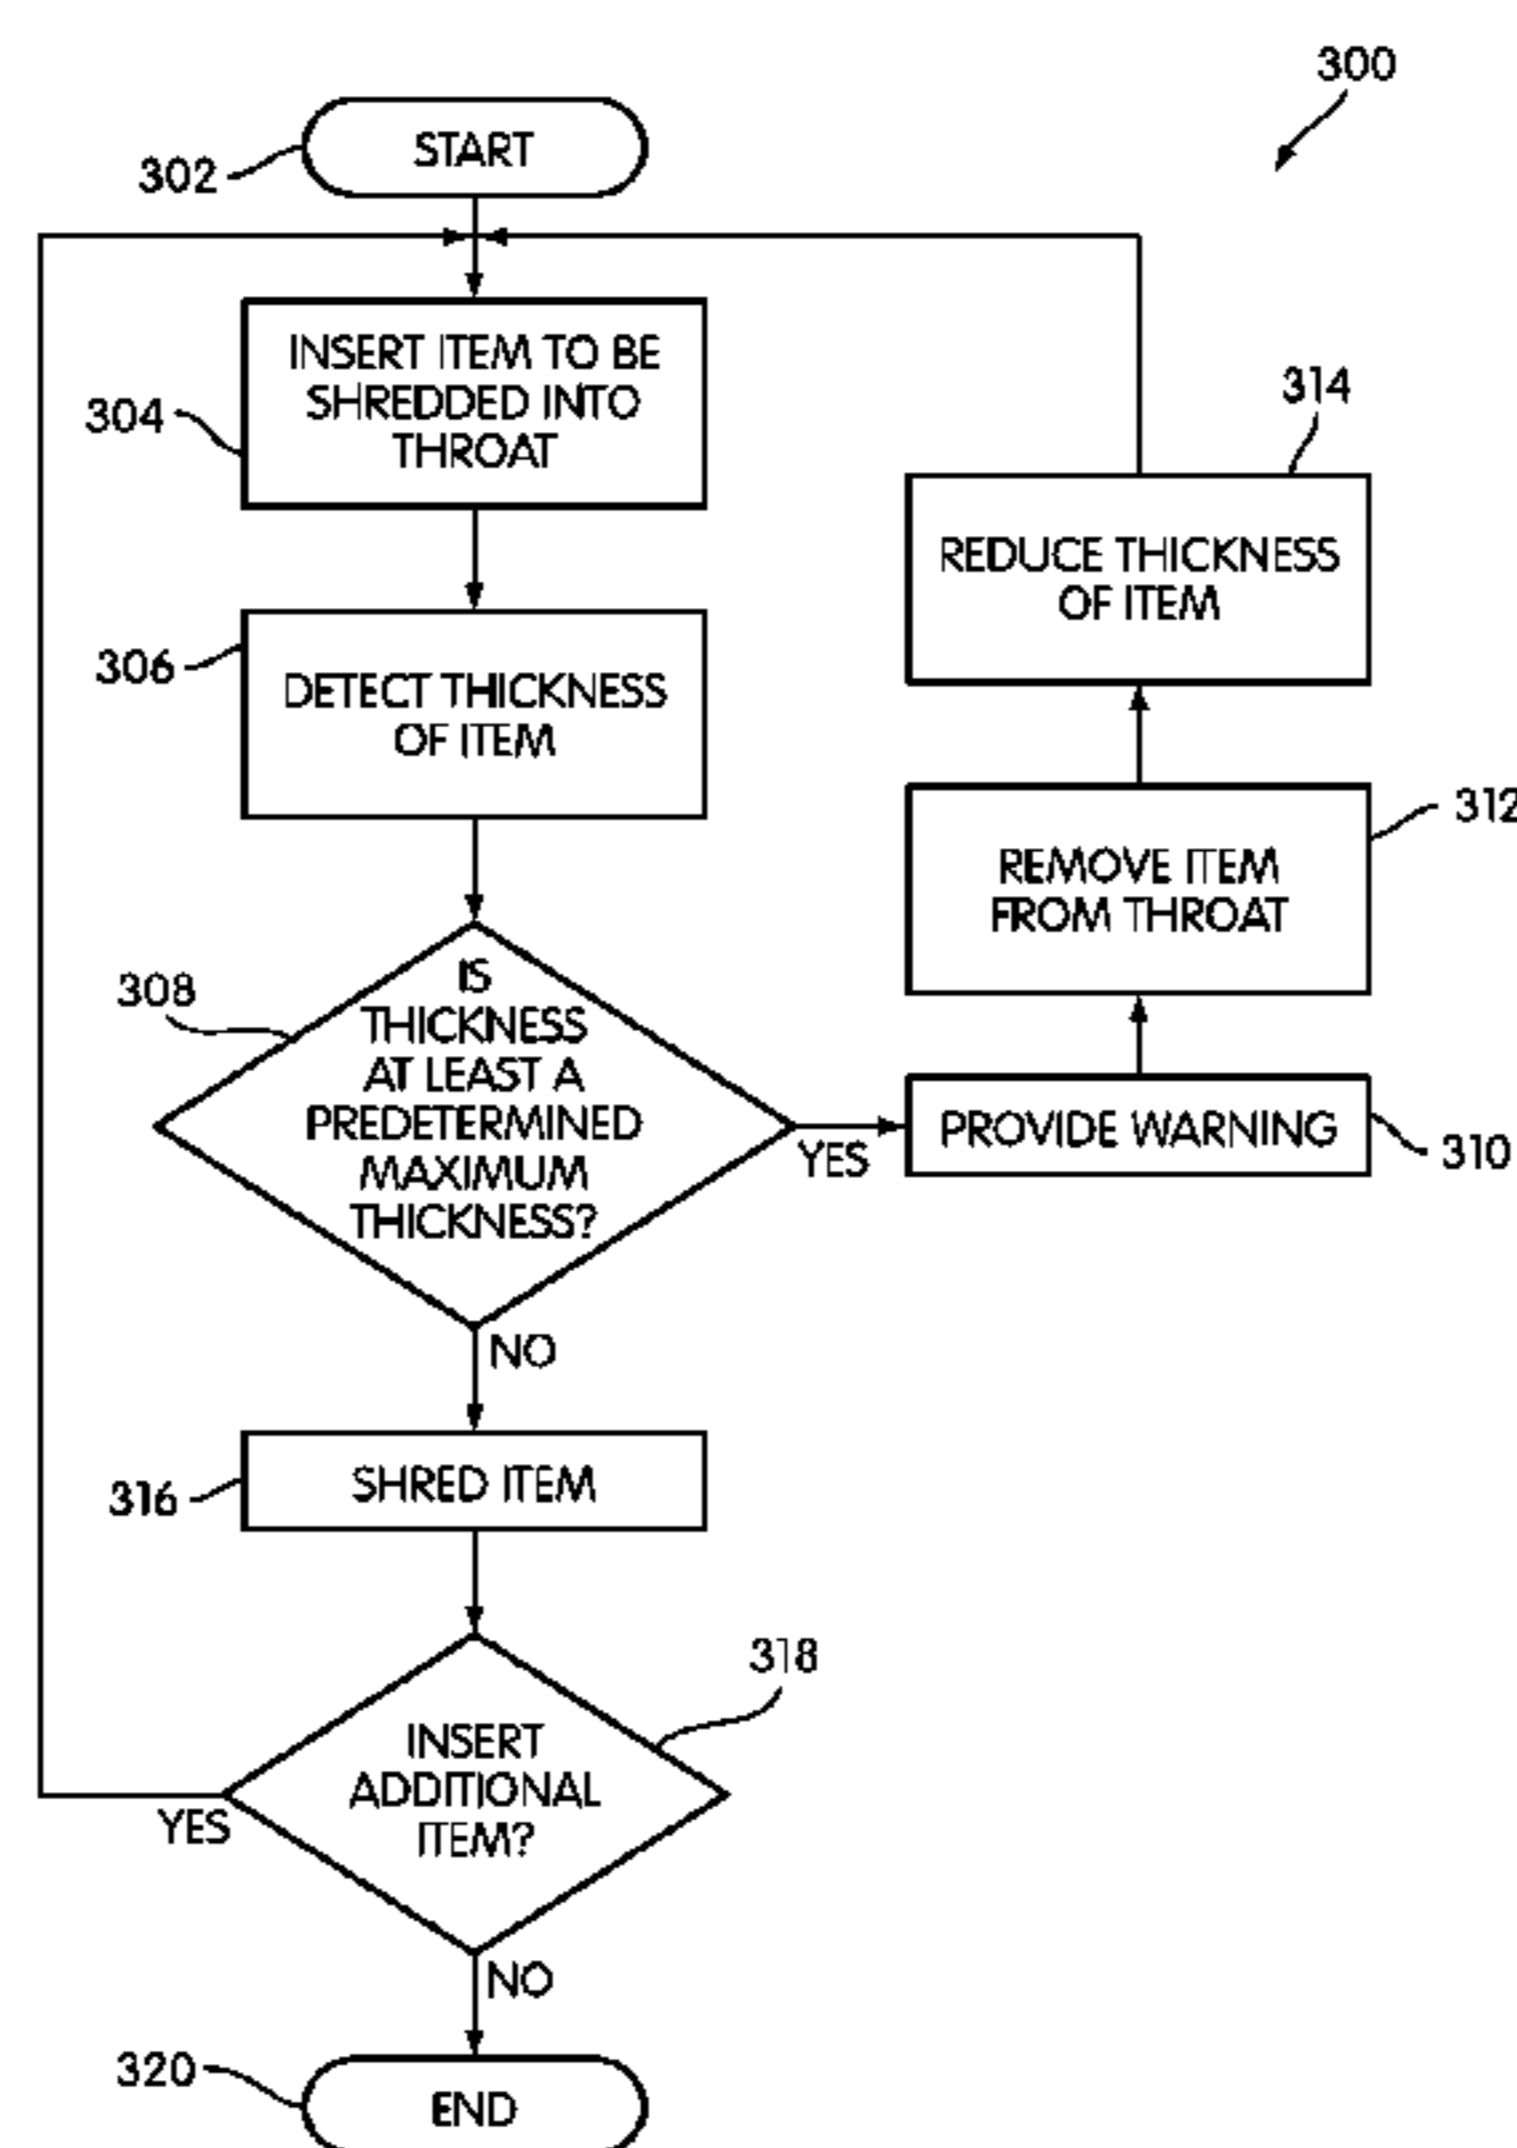 300
START
302
INSERT ITEM TO BE
SHREDDED INTO
THROAT
304
314
REDUCE THICKNESS
OF ITEM
306
DETECT THICKNESS
OF ITEM
312
REMOVE ITEM
FROM THROAT
308
IS
THICKNESS
AT LEAST A
PREDETERMINED
MAXIMUM
THICKNESS?
YES
PROVIDE WARNING
310
NO
316
SHRED ITEM
318
INSERT
ADDITIONAL
ITEM?
YES
NO
320
END